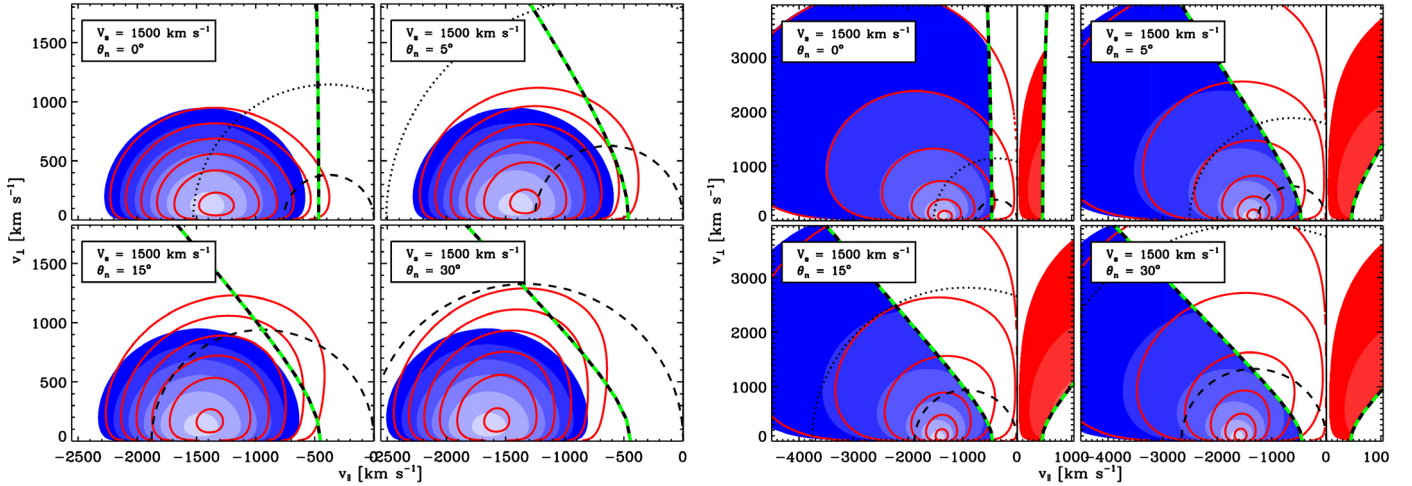 V_s = 1500 km s⁻¹
θ_n = 0°
V_s = 1500 km s⁻¹
θ_n = 5°
V_s = 1500 km s⁻¹
θ_n = 15°
V_s = 1500 km s⁻¹
θ_n = 30°
1500
1000
500
0
1500
1000
500
0
v_⊥ [km s⁻¹]
-2500
-2000
-1500
-1000
-500
-2500
-2000
-1500
-1000
-500
0
v_∥ [km s⁻¹]
V_s = 1500 km s⁻¹
θ_n = 0°
V_s = 1500 km s⁻¹
θ_n = 5°
V_s = 1500 km s⁻¹
θ_n = 15°
V_s = 1500 km s⁻¹
θ_n = 30°
3000
2000
1000
0
3000
2000
1000
0
v_⊥ [km s⁻¹]
-4000
-3000
-2000
-1000
0
1000
-4000
-3000
-2000
-1000
0
100
v_∥ [km s⁻¹]